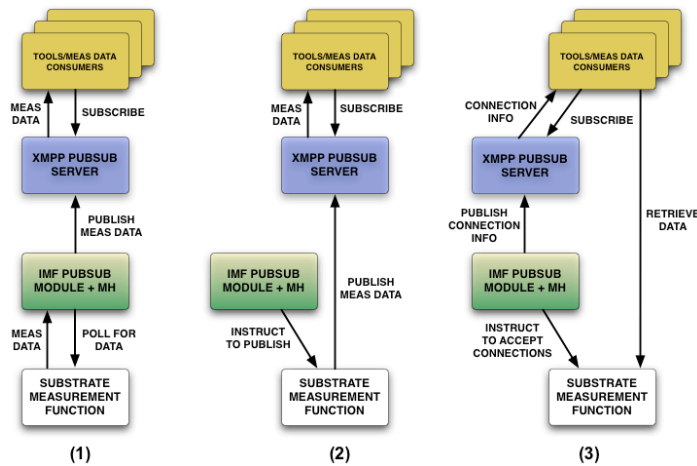 TOOLS/MEAS DATA
CONSUMERS
MEAS
DATA
SUBSCRIBE
XMPP PUBSUB
SERVER
PUBLISH
MEAS DATA
IMF PUBSUB
MODULE + MH
MEAS
DATA
POLL FOR
DATA
SUBSTRATE
MEASUREMENT
FUNCTION
(1)
TOOLS/MEAS DATA
CONSUMERS
MEAS
DATA
SUBSCRIBE
XMPP PUBSUB
SERVER
IMF PUBSUB
MODULE + MH
PUBLISH
MEAS DATA
INSTRUCT
TO PUBLISH
SUBSTRATE
MEASUREMENT
FUNCTION
(2)
TOOLS/MEAS DATA
CONSUMERS
CONNECTION
INFO
SUBSCRIBE
XMPP PUBSUB
SERVER
PUBLISH
CONNECTION
INFO
RETRIEVE
DATA
IMF PUBSUB
MODULE + MH
INSTRUCT
TO ACCEPT
CONNECTIONS
SUBSTRATE
MEASUREMENT
FUNCTION
(3)